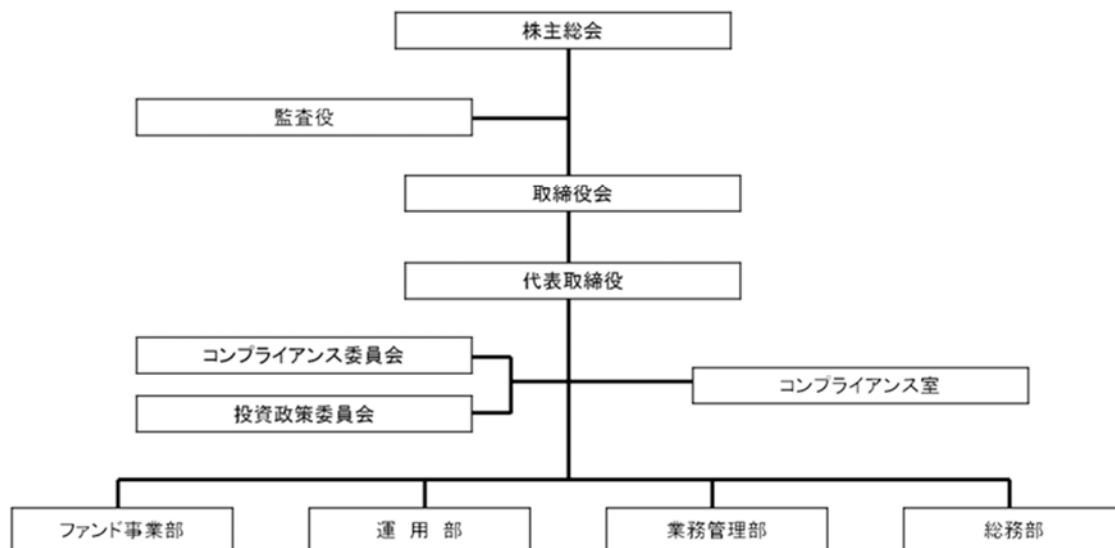 株主総会
監査役
取締役会
代表取締役
コンプライアンス委員会
コンプライアンス室
投資政策委員会
ファンド事業部
運 用 部
業務管理部
総務部